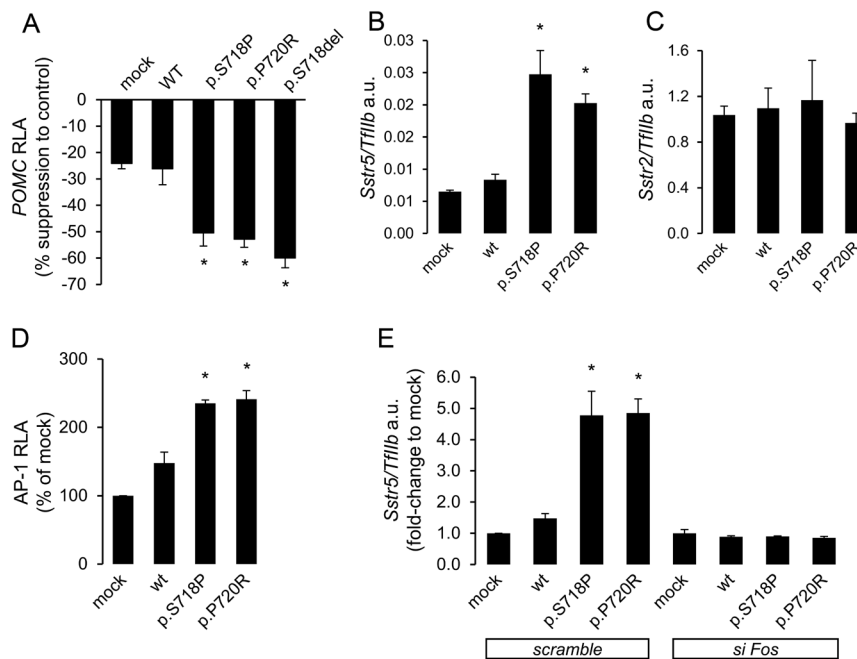 A
mock
WT
p.S718P
p.P720R
p.S718del
0
-10
-20
-30
-40
-50
-60
-70
POMC RLA
(% suppression to control)
*
*
*
B
0.03
0.03
0.02
0.02
0.01
0.01
0.00
Sstr5/TfIIb a.u.
*
*
mock
wt
p.S718P
p.P720R
C
1.6
1.2
0.8
0.4
0.0
Sstr2/TfIIb a.u.
mock
wt
p.S718P
p.P720R
D
300
200
100
0
AP-1 RLA
(% of mock)
*
*
mock
wt
p.S718P
p.P720R
E
6.0
5.0
4.0
3.0
2.0
1.0
0.0
Sstr5/TfIIb a.u.
(fold-change to mock)
*
*
mock
wt
p.S718P
p.P720R
mock
wt
p.S718P
p.P720R
scramble
si Fos